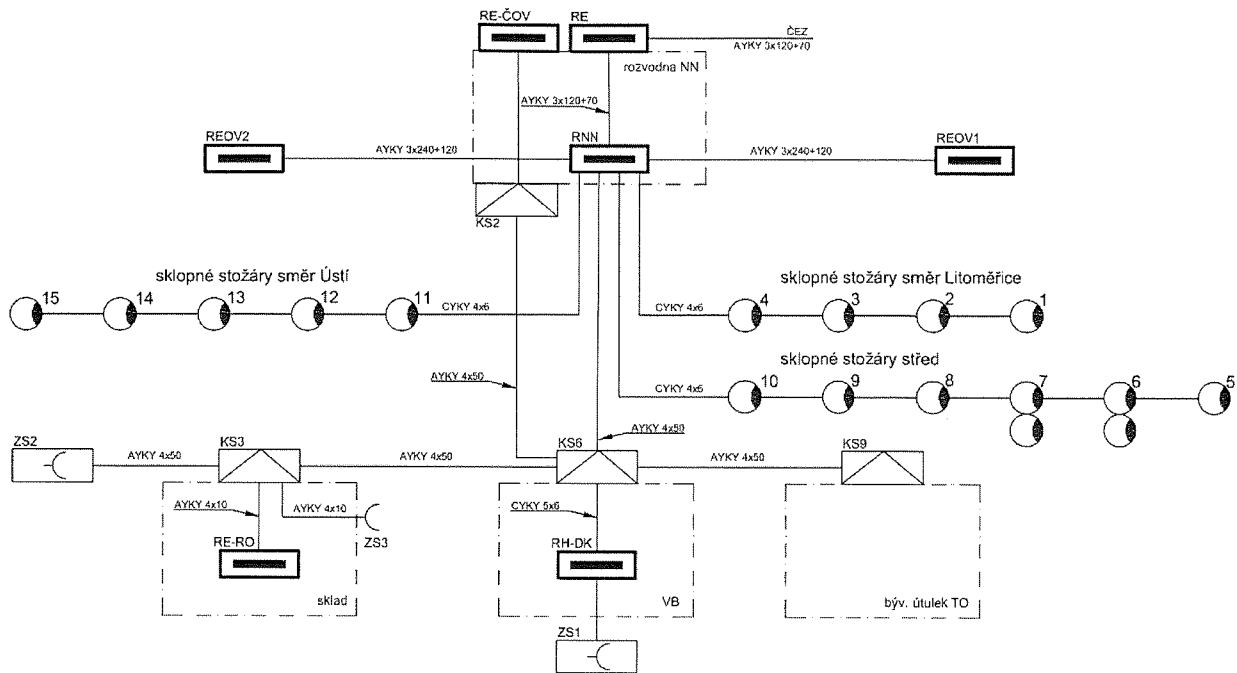 RE-ČOV
RE
ČEZ
AYKY 3x120+70
rozvodna NN
AYKY 3x120+70
REOV2
RNN
REOV1
AYKY 3x240+120
AYKY 3x240+120
KS2
sklopné stožáry směr Ústí
sklopné stožáry směr Litoměřice
15
14
13
12
11
CYKY 4x6
CYKY 4x6
4
3
2
1
sklopné stožáry střed
AYKY 4x50
CYKY 4x6
10
9
8
7
6
5
AYKY 4x50
ZS2
KS3
KS6
KS9
AYKY 4x50
AYKY 4x50
AYKY 4x50
AYKY 4x10
AYKY 4x10
CYKY 5x6
ZS3
RE-RO
RH-DK
sklad
VB
býv. útulek TO
ZS1